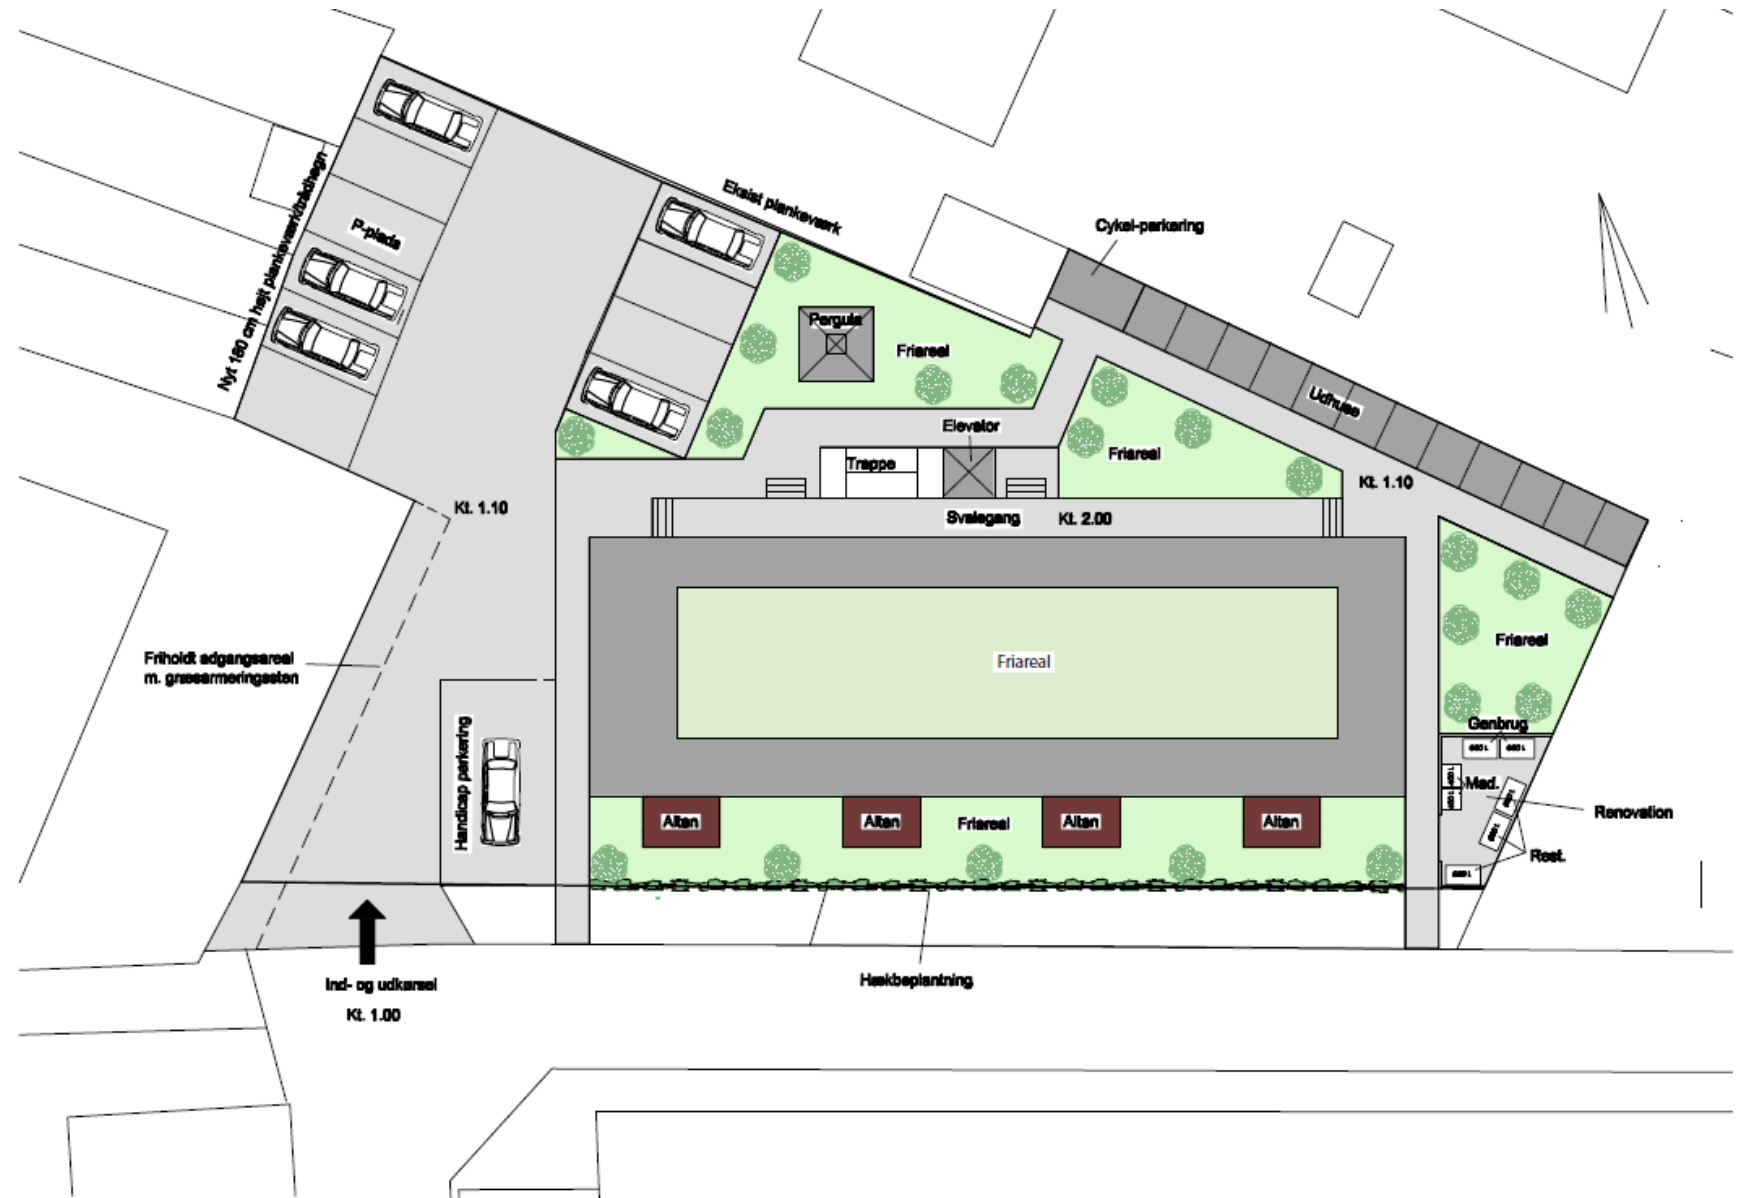 Nyt 180 cm højt plankeværk/trådhegn
P-plads
Eksist plankeværk
Cykel-parkering
Pergula
Friareal
Udhuse
Elevator
Trappe
Friareal
Kt. 1.10
Kt. 1.10
Svalegang
Kt. 2.00
Friareal
Friholdt adgangsareal
m. græsarmeringssten
Friareal
Handicap parkering
Genbrug
Mad.
Renovation
Altan
Altan
Friareal
Altan
Altan
Rest.
Hækbeplantning
Ind- og udkørsel
Kt. 1.00